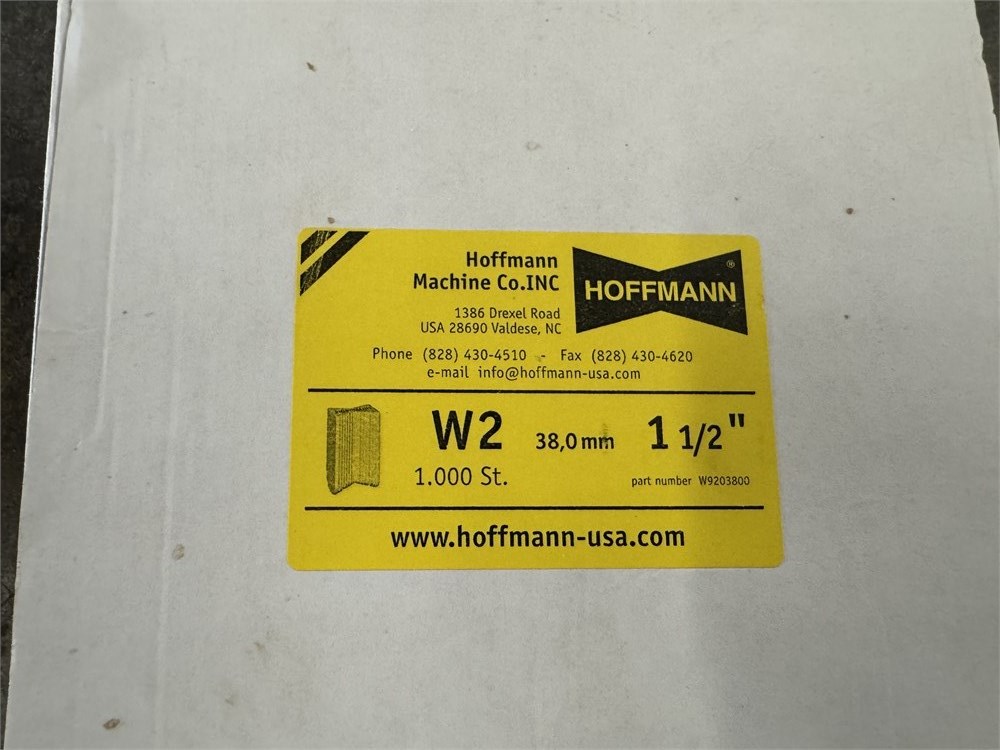 Hoffmann
Machine Co.INC
HOFFMANN®
1386 Drexel Road
USA 28690 Valdese, NC
Phone (828) 430-4510 - Fax (828) 430-4620
e-mail info@hoffmann-usa.com
W2 38,0 mm 1 1/2"
1.000 St. part number W9203800
www.hoffmann-usa.com